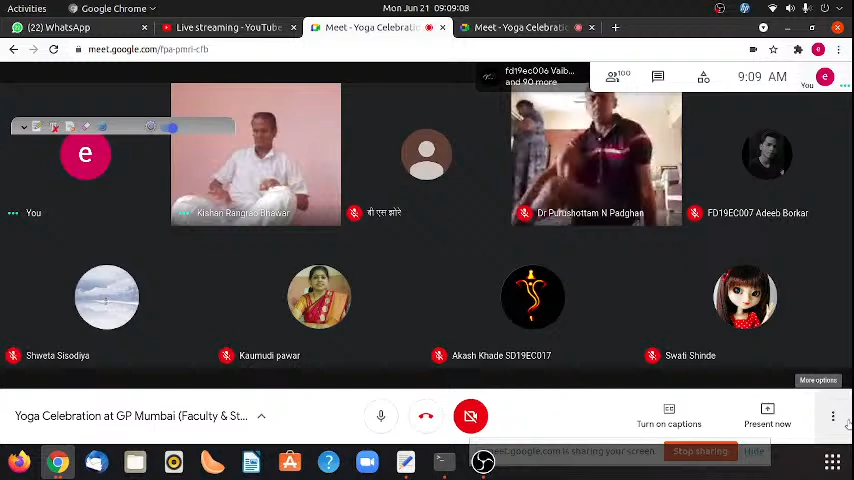 Activities
Google Chrome
Mon Jun 21 09:09:08
(22) WhatsApp
Live streaming - YouTube
Meet - Yoga Celebratio
Meet - Yoga Celebratio
meet.google.com/fpa-pmri-cfb
fd19ec006 Vaib...
and 90 more
100
9:09 AM
e
You
e
You
Kishan Rangrao Bhawar
बी एस झोरे
Dr Purushottam N Padghan
FD19EC007 Adeeb Borkar
Shweta Sisodiya
Kaumudi pawar
Akash Khade SD19EC017
Swati Shinde
More options
Yoga Celebration at GP Mumbai (Faculty & St...
Turn on captions
Present now
meet.google.com is sharing your screen.
Stop sharing
Hide